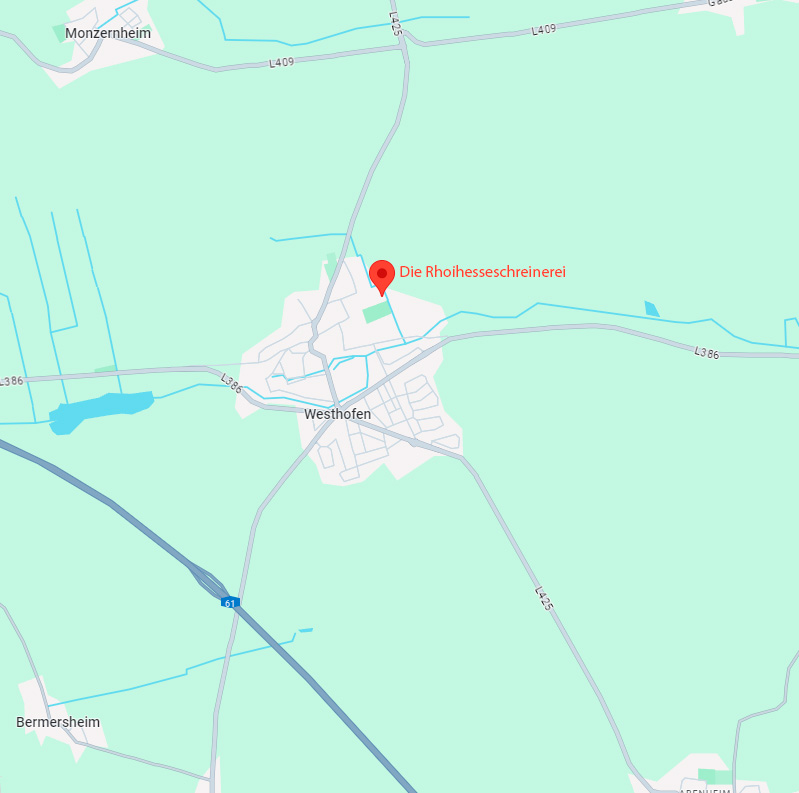 L425
Monzernheim
L409
L409
Die Rhoihesseschreinerei
L386
L386
L386
Westhofen
61
L425
Bermersheim